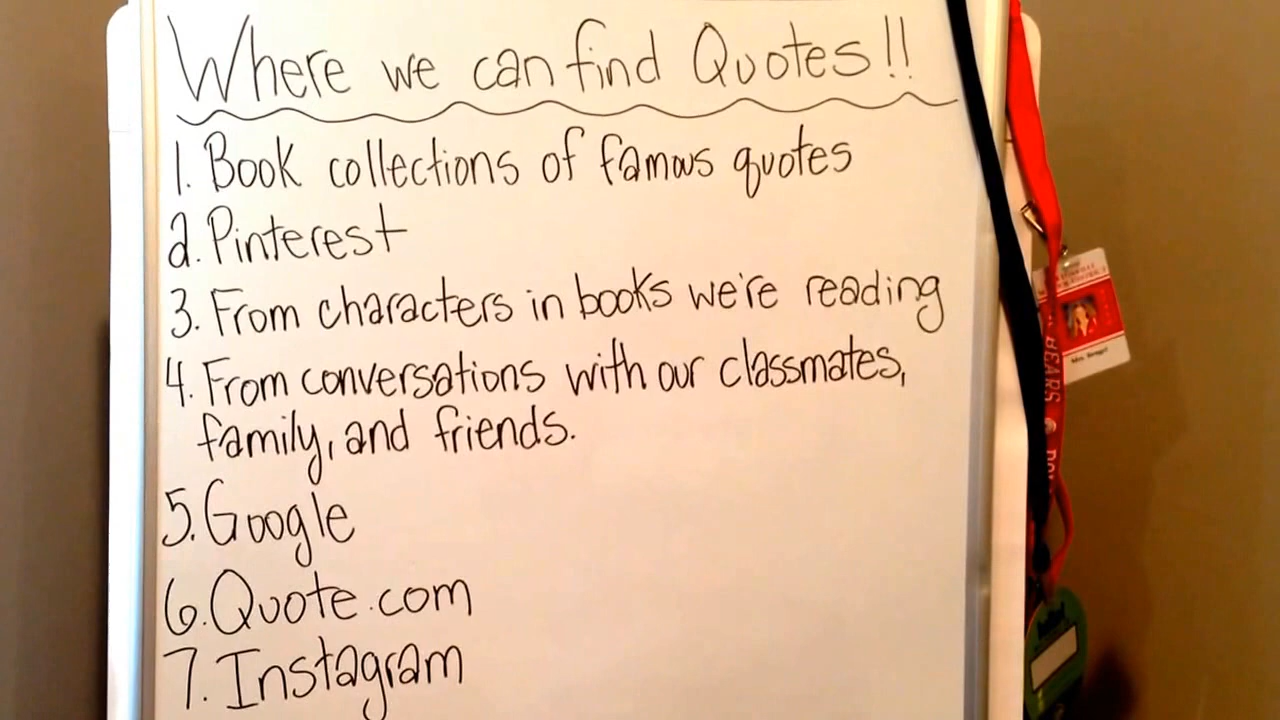 Where we can find Quotes!!
1. Book collections of famous quotes
2. Pinterest
3. From characters in books we're reading
4. From conversations with our classmates,
family, and friends.
5. Google
6. Quote.com
7. Instagram
BEARS